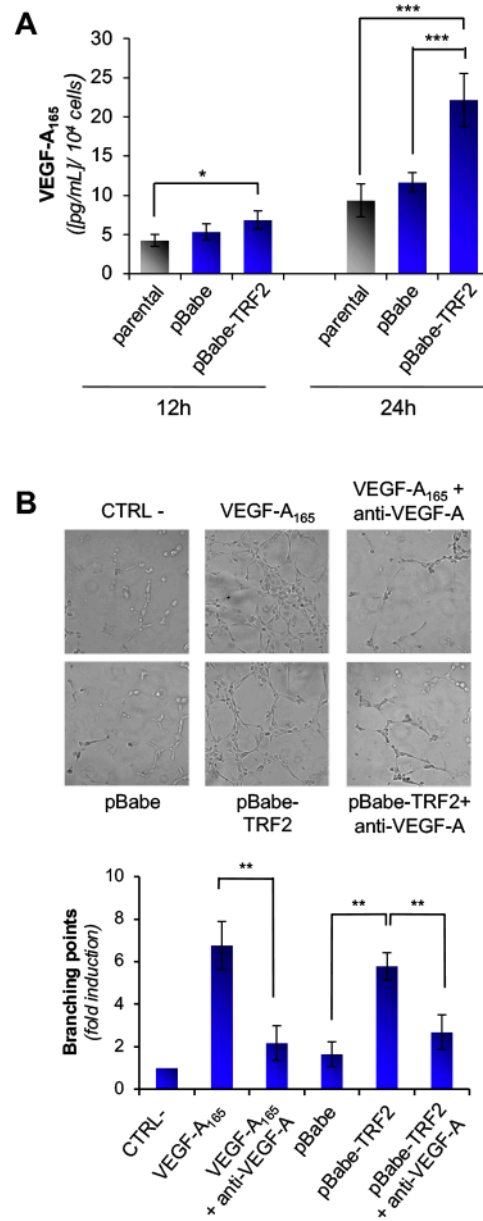 A
VEGF-A₁₆₅
([pg/mL]/ 10⁴ cells)
30
25
20
15
10
5
0
*
***
***
parental
pBabe
pBabe-TRF2
parental
pBabe
pBabe-TRF2
12h
24h
B
CTRL -
VEGF-A₁₆₅
VEGF-A₁₆₅ +
anti-VEGF-A
pBabe
pBabe-
TRF2
pBabe-TRF2+
anti-VEGF-A
Branching points
(fold induction)
10
8
6
4
2
0
**
**
**
CTRL-
VEGF-A₁₆₅
VEGF-A₁₆₅
+ anti-VEGF-A
pBabe
pBabe-TRF2
pBabe-TRF2
+ anti-VEGF-A